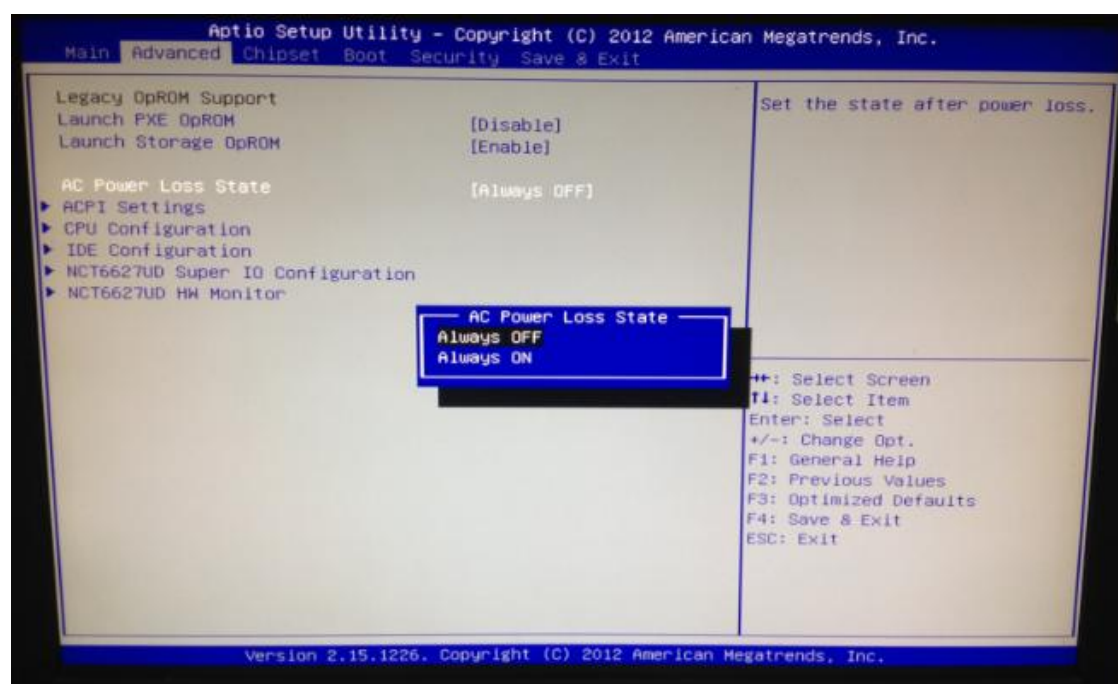 Aptio Setup Utility - Copyright (C) 2012 American Megatrends, Inc.
Main Advanced Chipset Boot Security Save & Exit
Legacy OpROM Support
Launch PXE OpROM [Disable]
Launch Storage OpROM [Enable]
AC Power Loss State [Always OFF]
ACPI Settings
CPU Configuration
IDE Configuration
NCT6627UD Super IO Configuration
NCT6627UD HW Monitor
AC Power Loss State
Always OFF
Always ON
Set the state after power loss.
→←: Select Screen
↑↓: Select Item
Enter: Select
+/-: Change Opt.
F1: General Help
F2: Previous Values
F3: Optimized Defaults
F4: Save & Exit
ESC: Exit
Version 2.15.1226. Copyright (C) 2012 American Megatrends, Inc.